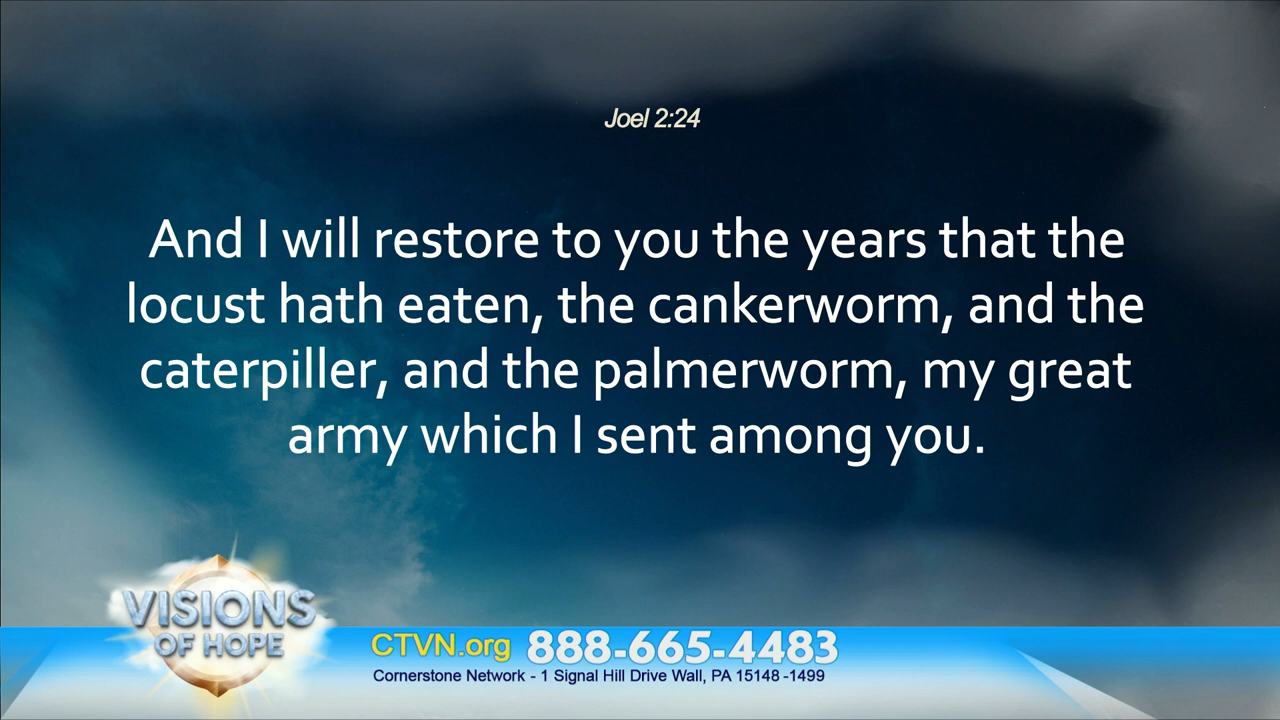 Joel 2:24
And I will restore to you the years that the
locust hath eaten, the cankerworm, and the
caterpiller, and the palmerworm, my great
army which I sent among you.
VISIONS
OF HOPE
CTVN.org 888-665-4483
Cornerstone Network - 1 Signal Hill Drive Wall, PA 15148 -1499